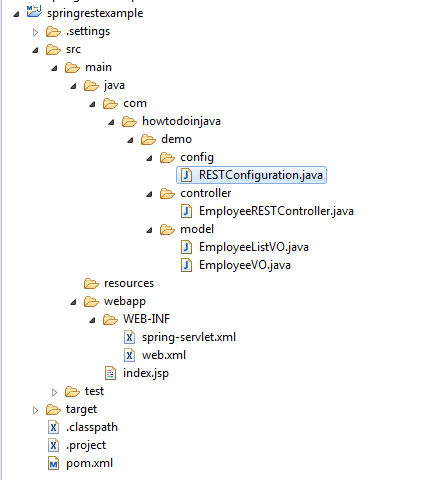 springrestexample
.settings
src
main
java
com
howtodoinjava
demo
config
RESTConfiguration.java
controller
EmployeeRESTController.java
model
EmployeeListVO.java
EmployeeVO.java
resources
webapp
WEB-INF
spring-servlet.xml
web.xml
index.jsp
test
target
.classpath
.project
pom.xml